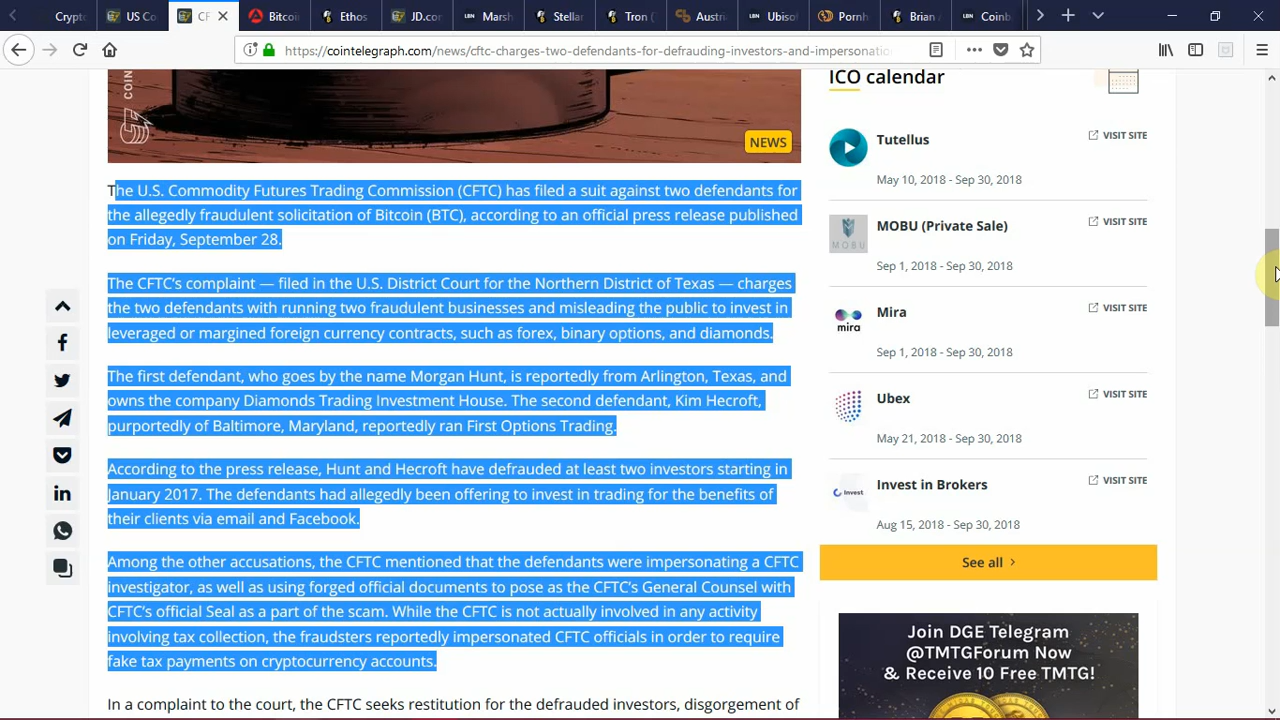 Crypto
US Co
CF
Bitcoi
Ethos
JD.co
LBN Marsh
Stellar
Tron (
Austri
LBN Ubisof
Pornh
Brian
LBN Coinb
https://cointelegraph.com/news/cftc-charges-two-defendants-for-defrauding-investors-and-impersonatio
COIN
NEWS
The U.S. Commodity Futures Trading Commission (CFTC) has filed a suit against two defendants for
the allegedly fraudulent solicitation of Bitcoin (BTC), according to an official press release published
on Friday, September 28.
The CFTC's complaint — filed in the U.S. District Court for the Northern District of Texas — charges
the two defendants with running two fraudulent businesses and misleading the public to invest in
leveraged or margined foreign currency contracts, such as forex, binary options, and diamonds.
The first defendant, who goes by the name Morgan Hunt, is reportedly from Arlington, Texas, and
owns the company Diamonds Trading Investment House. The second defendant, Kim Hecroft,
purportedly of Baltimore, Maryland, reportedly ran First Options Trading.
According to the press release, Hunt and Hecroft have defrauded at least two investors starting in
January 2017. The defendants had allegedly been offering to invest in trading for the benefits of
their clients via email and Facebook.
Among the other accusations, the CFTC mentioned that the defendants were impersonating a CFTC
investigator, as well as using forged official documents to pose as the CFTC's General Counsel with
CFTC's official Seal as a part of the scam. While the CFTC is not actually involved in any activity
involving tax collection, the fraudsters reportedly impersonated CFTC officials in order to require
fake tax payments on cryptocurrency accounts.
In a complaint to the court, the CFTC seeks restitution for the defrauded investors, disgorgement of
ICO calendar
Tutellus
VISIT SITE
May 10, 2018 - Sep 30, 2018
MOBU
MOBU (Private Sale)
VISIT SITE
Sep 1, 2018 - Sep 30, 2018
mira
Mira
VISIT SITE
Sep 1, 2018 - Sep 30, 2018
Ubex
VISIT SITE
May 21, 2018 - Sep 30, 2018
Invest
Invest in Brokers
VISIT SITE
Aug 15, 2018 - Sep 30, 2018
See all
Join DGE Telegram
@TMTGForum Now
& Receive 10 Free TMTG!